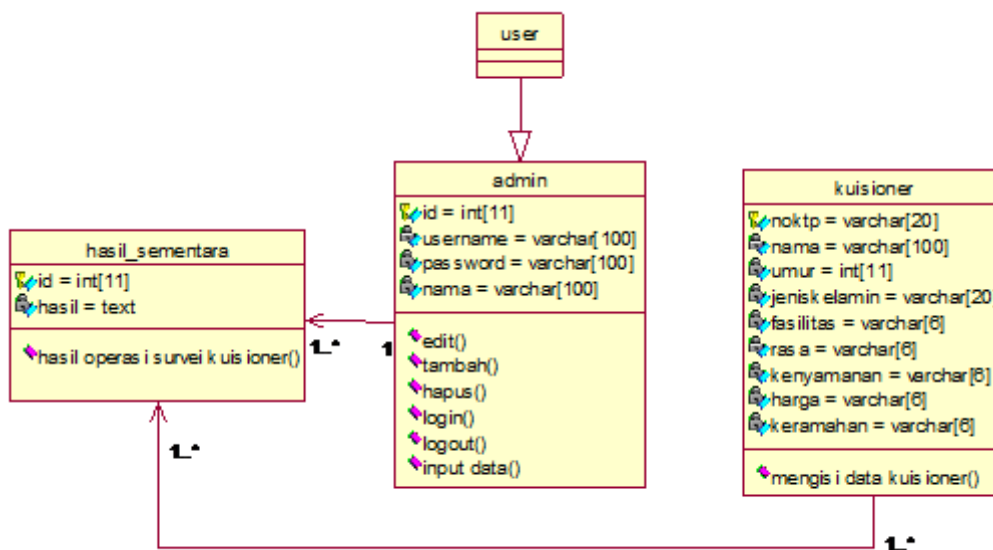 user
admin
id = int[11]
username = varchar[100]
password = varchar[100]
nama = varchar[100]
edit()
tambah()
hapus()
login()
logout()
input data()
kuisioner
noktp = varchar[20]
nama = varchar[100]
umur = int[11]
jeniskelamin = varchar[20
fasilitas = varchar[6]
rasa = varchar[6]
kenyamanan = varchar[6]
harga = varchar[6]
keramahan = varchar[6]
mengisi data kuisioner()
hasil_sementara
id = int[11]
hasil = text
hasil operasi survei kuisioner()
1..*
1
1..*
1..*